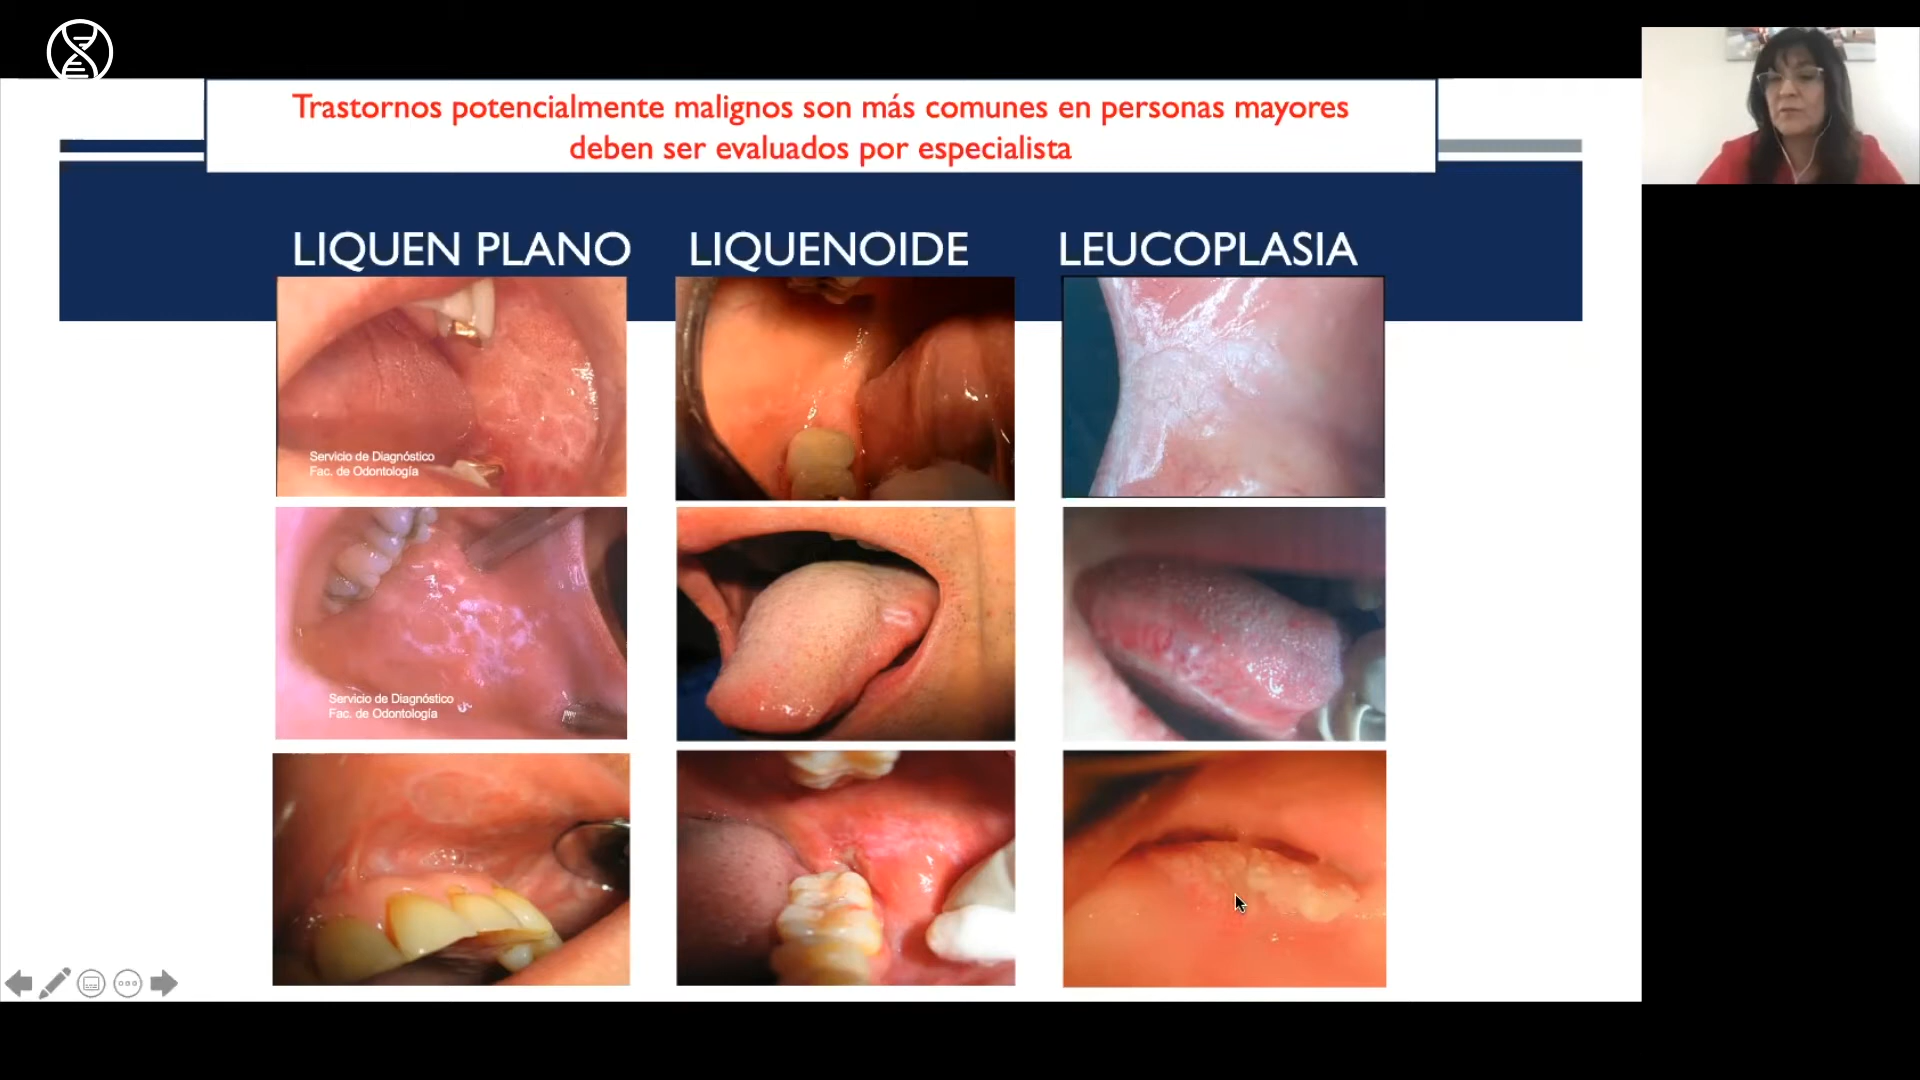 Trastornos potencialmente malignos son más comunes en personas mayores
deben ser evaluados por especialista
LIQUEN PLANO
LIQUENOIDE
LEUCOPLASIA
Servicio de Diagnóstico
Fac. de Odontología
Servicio de Diagnóstico
Fac. de Odontología